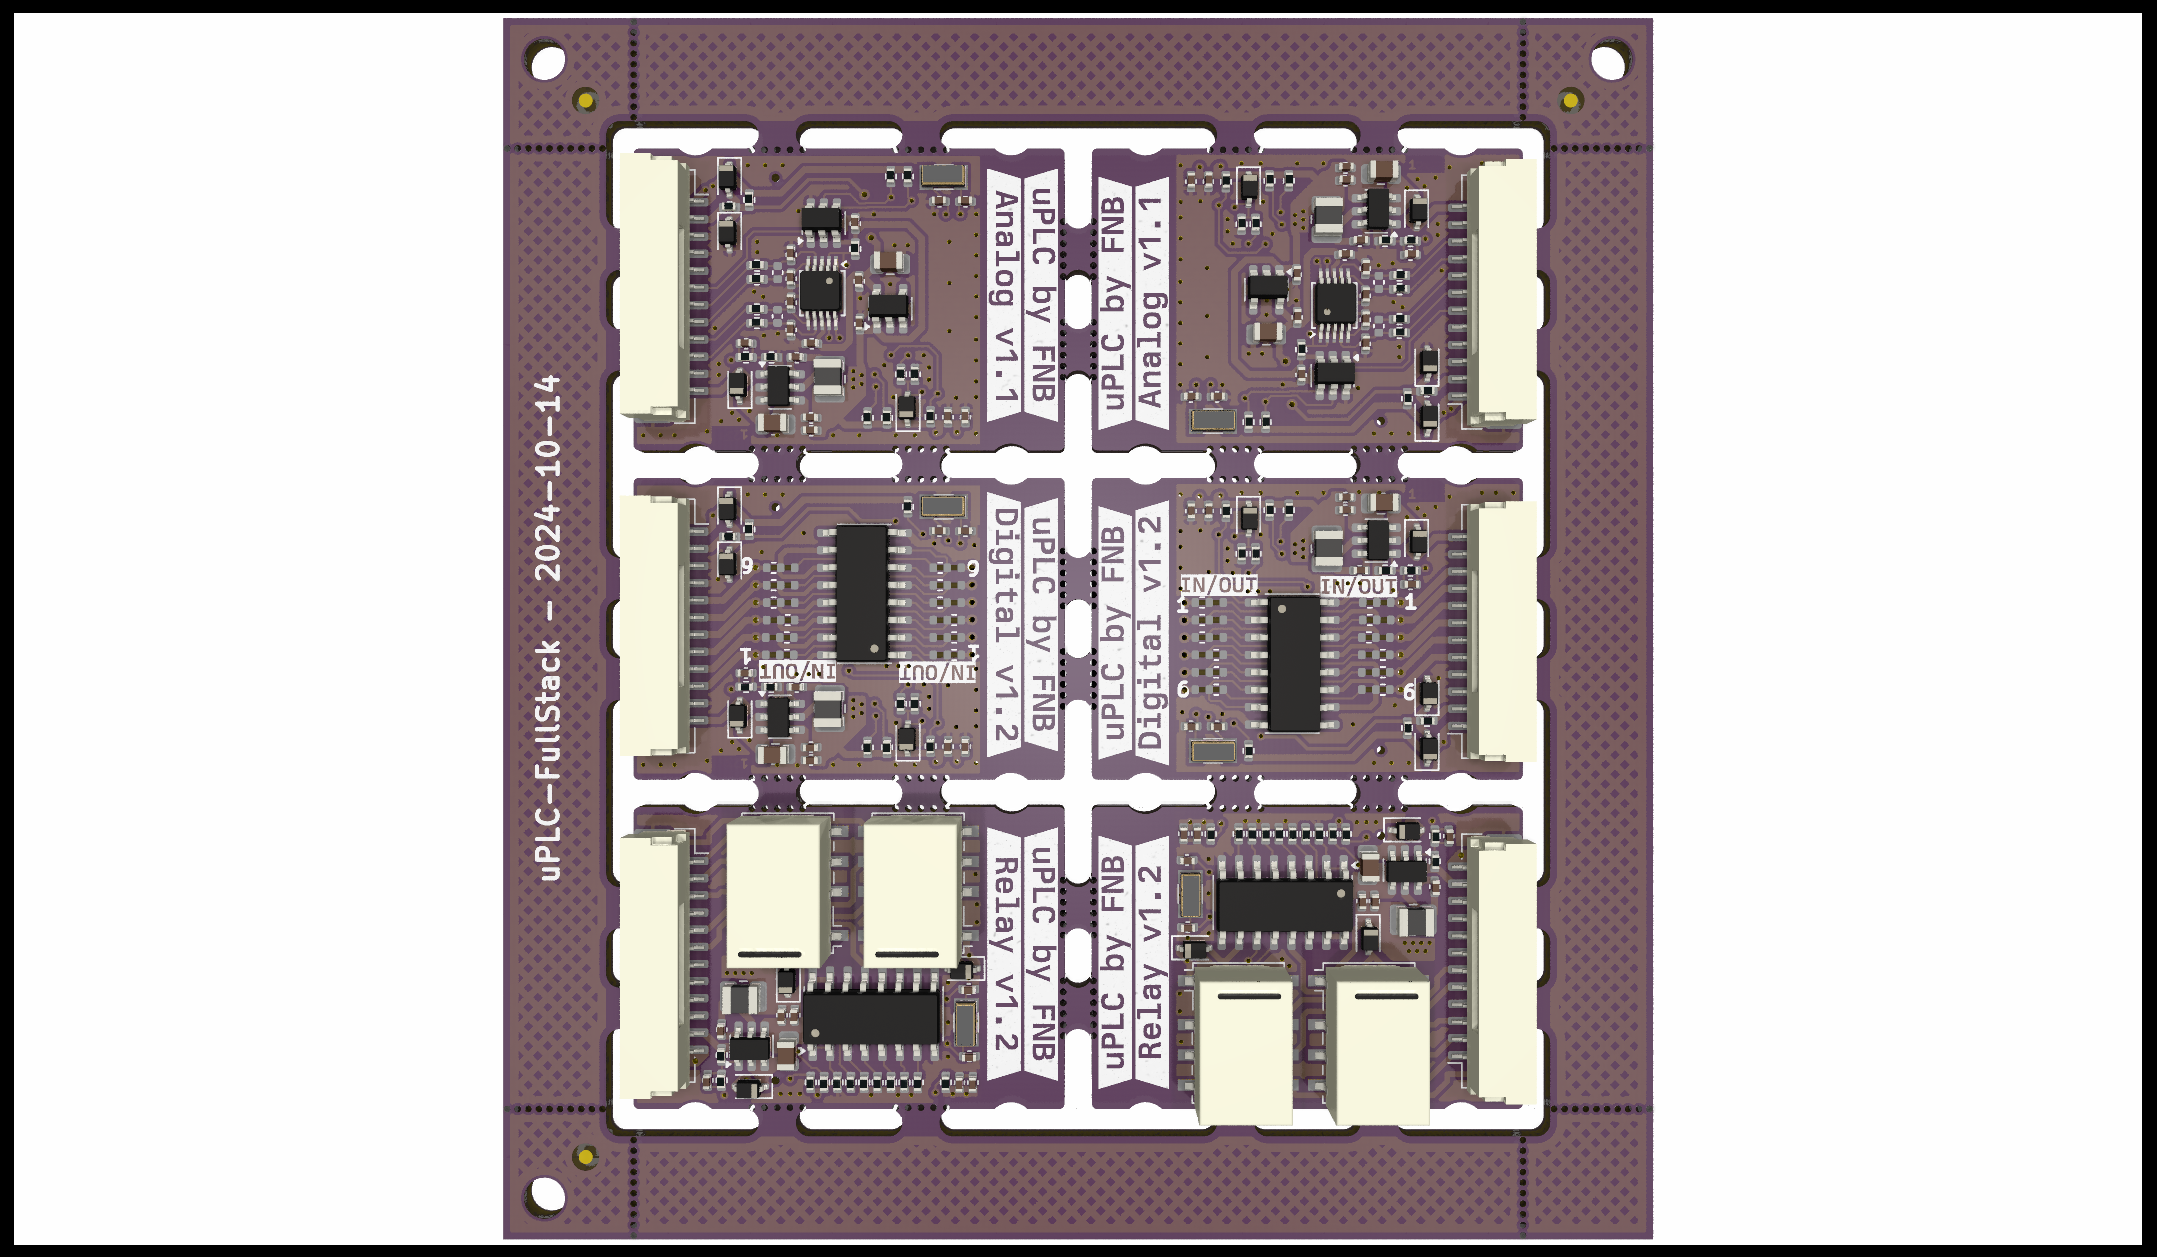 uPLC-FullStack - 2024-10-14
uPLC by FNB
Analog v1.1
uPLC by FNB
Analog v1.1
uPLC by FNB
Digital v1.2
9
9
1
1
IN/OUT
IN/OUT
uPLC by FNB
Digital v1.2
IN/OUT
IN/OUT
1
1
6
6
uPLC by FNB
Relay v1.2
uPLC by FNB
Relay v1.2